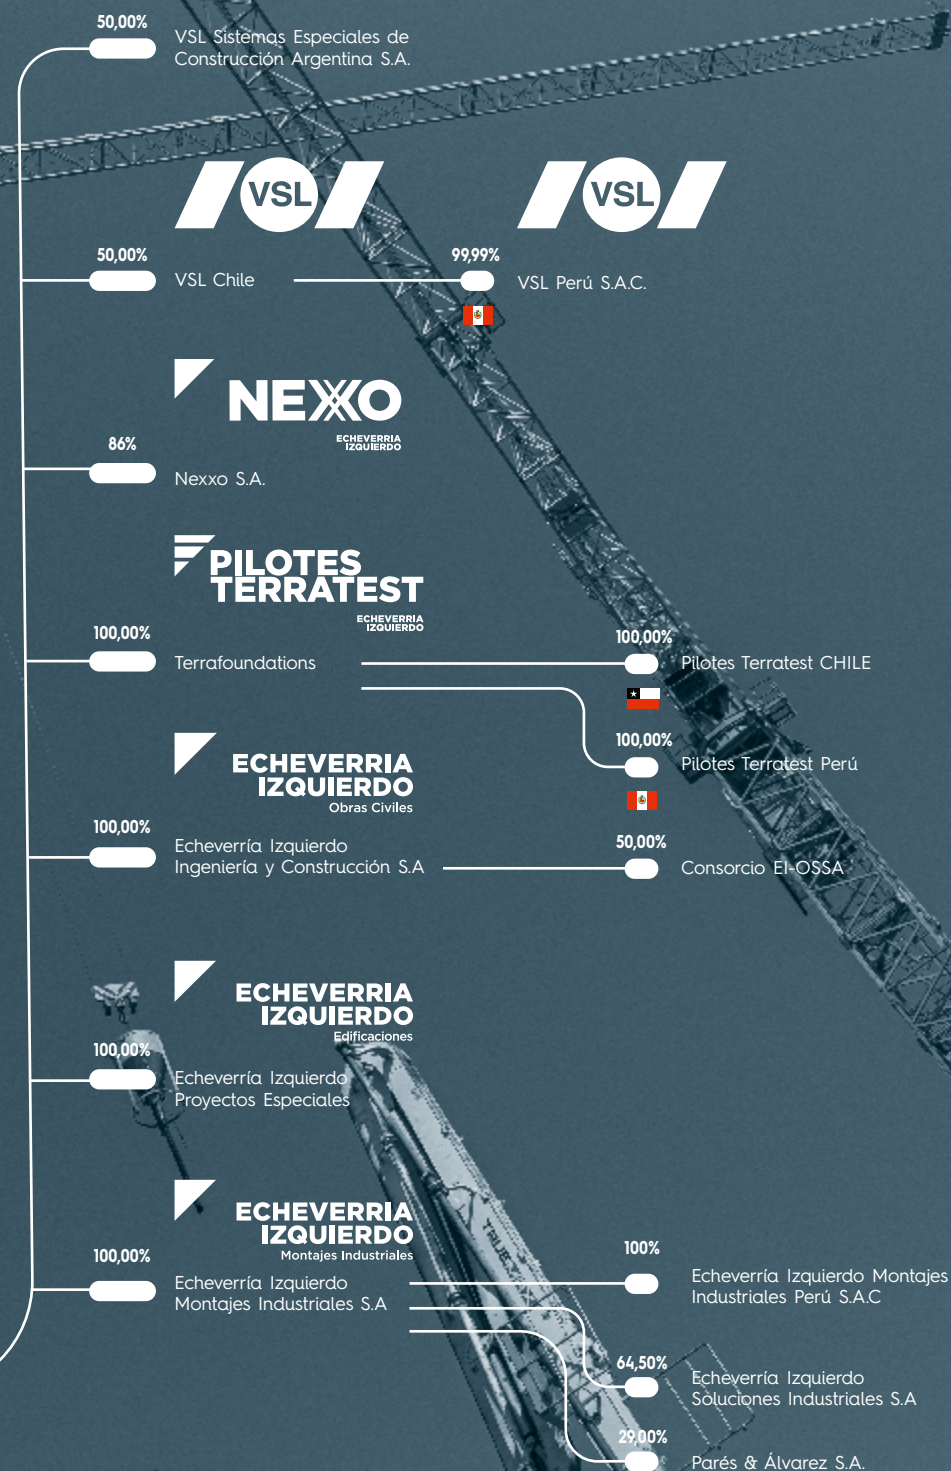 50,00%
VSL Sistemas Especiales de
Construcción Argentina S.A.
VSL
VSL
50,00%
VSL Chile
99,99%
VSL Perú S.A.C.
NEXXO
ECHEVERRIA
IZQUIERDO
86%
Nexxo S.A.
PILOTES
TERRATEST
ECHEVERRIA
IZQUIERDO
100,00%
Terrafoundations
100,00%
Pilotes Terratest CHILE
100,00%
Pilotes Terratest Perú
ECHEVERRIA
IZQUIERDO
Obras Civiles
100,00%
Echeverría Izquierdo
Ingeniería y Construcción S.A
50,00%
Consorcio EI-OSSA
ECHEVERRIA
IZQUIERDO
Edificaciones
100,00%
Echeverría Izquierdo
Proyectos Especiales
ECHEVERRIA
IZQUIERDO
Montajes Industriales
100,00%
Echeverría Izquierdo
Montajes Industriales S.A
100%
Echeverría Izquierdo Montajes
Industriales Perú S.A.C
64,50%
Echeverría Izquierdo
Soluciones Industriales S.A
29,00%
Parés & Álvarez S.A.